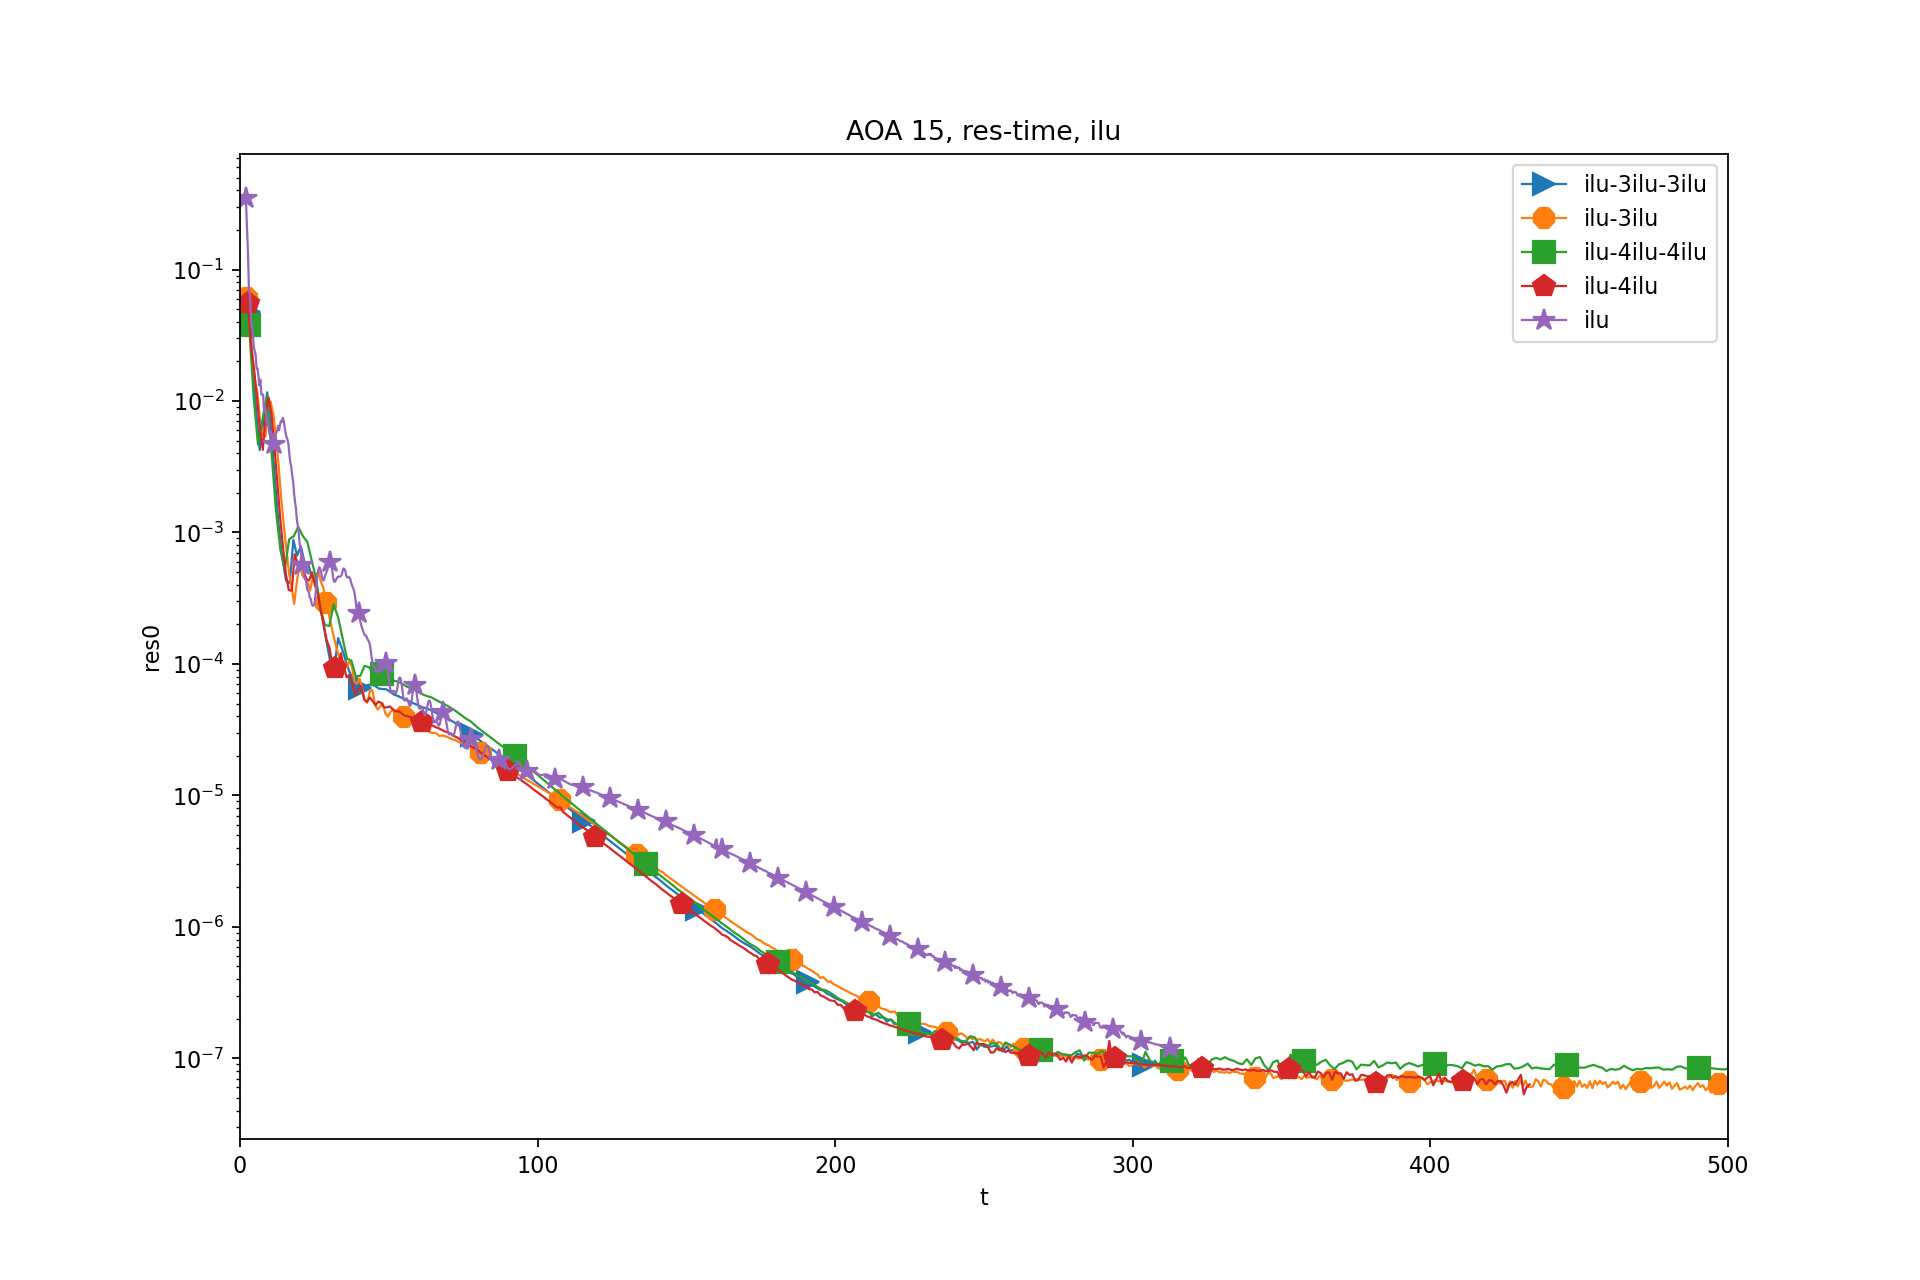 AOA 15, res-time, ilu
ilu-3ilu-3ilu
ilu-3ilu
ilu-4ilu-4ilu
ilu-4ilu
ilu
res0
10⁻¹
10⁻²
10⁻³
10⁻⁴
10⁻⁵
10⁻⁶
10⁻⁷
0 100 200 300 400 500
t